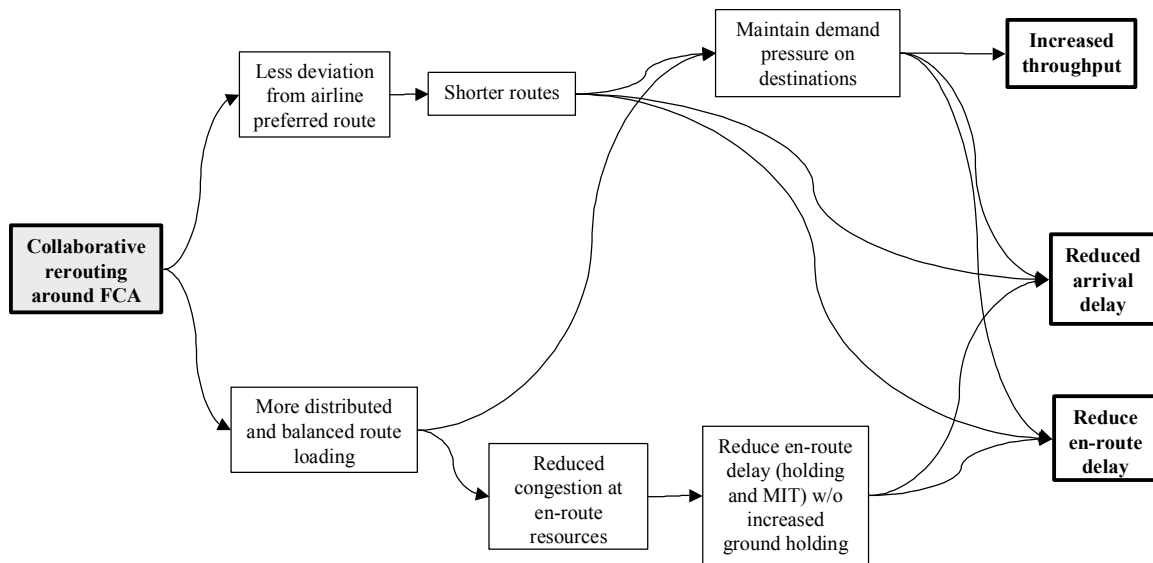 Collaborative
rerouting
around FCA
Less deviation
from airline
preferred route
Shorter routes
Maintain demand
pressure on
destinations
Increased
throughput
More distributed
and balanced route
loading
Reduced
congestion at
en-route
resources
Reduce en-route
delay (holding
and MIT) w/o
increased
ground holding
Reduced
arrival
delay
Reduce
en-route
delay